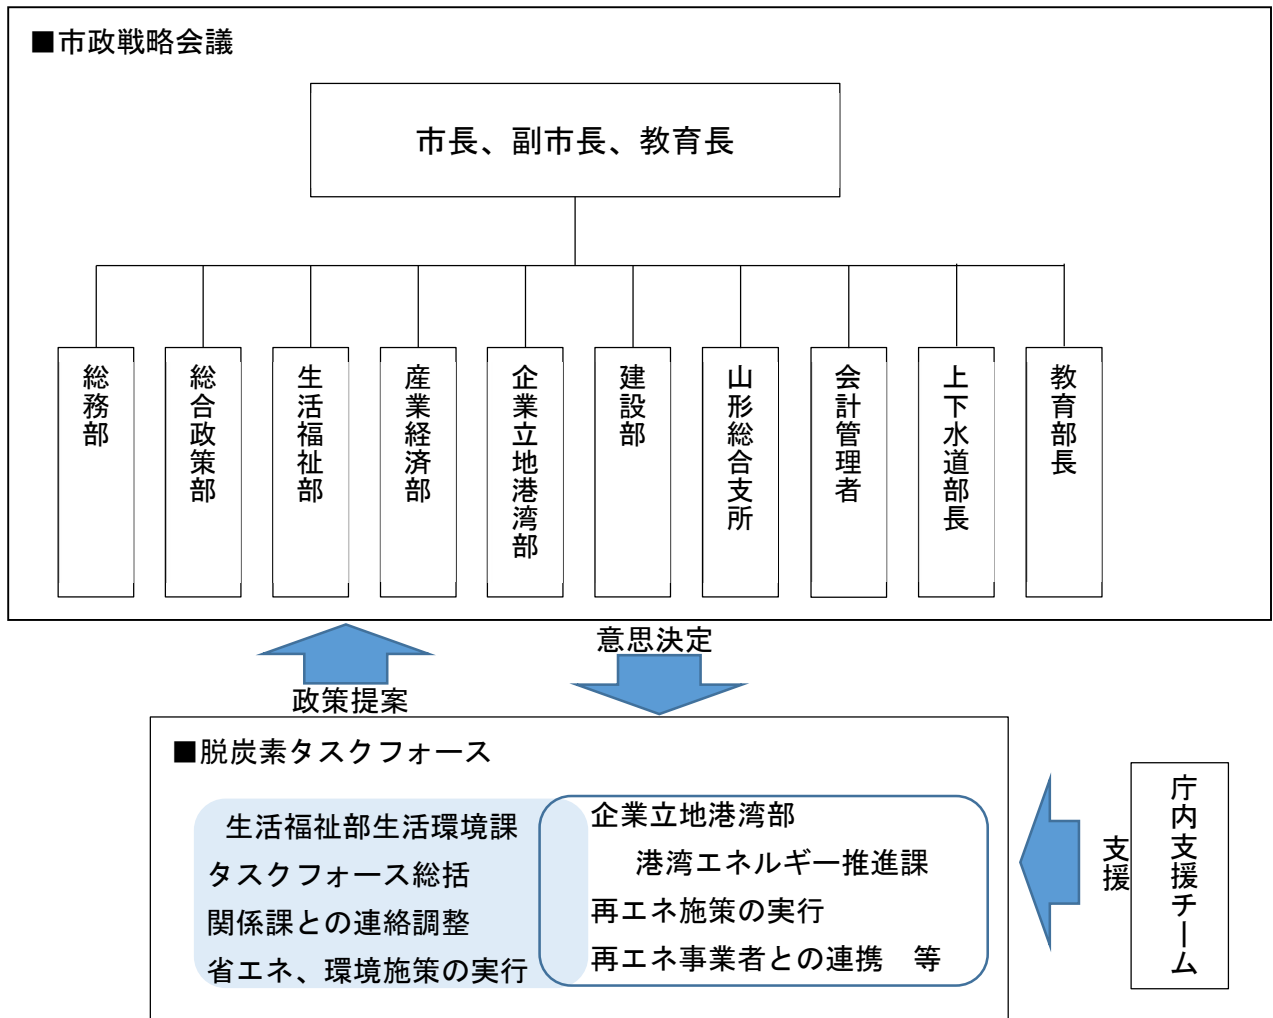 ■市政戦略会議
市長、副市長、教育長
総務部
総合政策部
生活福祉部
産業経済部
企業立地港湾部
建設部
山形総合支所
会計管理者
上下水道部長
教育部長
意思決定
政策提案
■脱炭素タスクフォース
生活福祉部生活環境課
タスクフォース総括
関係課との連絡調整
省エネ、環境施策の実行
企業立地港湾部
港湾エネルギー推進課
再エネ施策の実行
再エネ事業者との連携　等
支援
庁内支援チーム